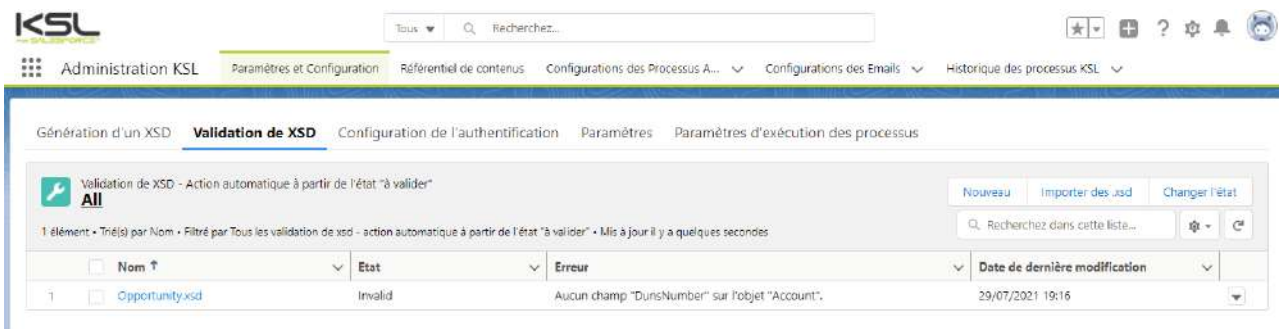 KSL
FOR SALESFORCE
Tous Recherchez...
Administration KSL Paramètres et Configuration Référentiel de contenus Configurations des Processus A... Configurations des Emails Historique des processus KSL
Génération d'un XSD Validation de XSD Configuration de l'authentification Paramètres Paramètres d'exécution des processus
Validation de XSD - Action automatique à partir de l'état "à valider"
All
Nouveau Importer des .xsd Changer l'état
1 élément • Trié(s) par Nom • Filtré par Tous les validation de xsd - action automatique à partir de l'état "à valider" • Mis à jour il y a quelques secondes
Recherchez dans cette liste...
Nom ↑ Etat Erreur Date de dernière modification
1 Opportunity.xsd Invalid Aucun champ "DunsNumber" sur l'objet "Account". 29/07/2021 19:16